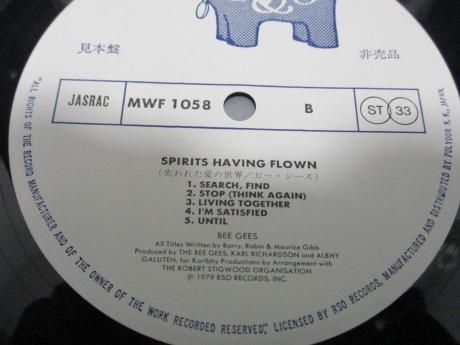 見本盤
非売品
JASRAC
MWF 1058
B
ST 33
SPIRITS HAVING FLOWN
(失われた愛の世界/ビー・ジーズ)
1. SEARCH, FIND
2. STOP (THINK AGAIN)
3. LIVING TOGETHER
4. I'M SATISFIED
5. UNTIL
BEE GEES
All Titles Written by Barry, Robin & Maurice Gibb
Produced by THE BEE GEES, KARL RICHARDSON and ALBHY
GALUTEN, for Karlbhy Productions by Arrangement with
THE ROBERT STIGWOOD ORGANISATION
Ⓟ 1979 RSO RECORDS, INC.
"ALL RIGHTS OF THE RECORD MANUFACTURER AND OF THE OWNER OF THE WORK RECORDED RESERVED", LICENSED BY RSO RECORDS, MANUFACTURED AND DISTRIBUTED BY POLYDOR K.K., JAPAN.